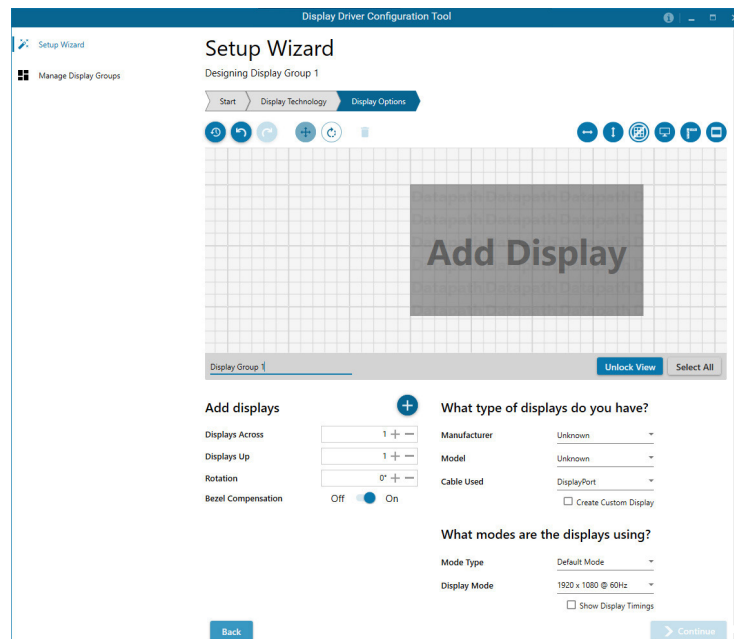 Display Driver Configuration Tool
Setup Wizard
Manage Display Groups
Setup Wizard
Designing Display Group 1
Start
Display Technology
Display Options
Add Display
Display Group 1
Unlock View
Select All
Add displays
Displays Across
1
Displays Up
1
Rotation
0°
Bezel Compensation
Off
On
What type of displays do you have?
Manufacturer
Unknown
Model
Unknown
Cable Used
DisplayPort
Create Custom Display
What modes are the displays using?
Mode Type
Default Mode
Display Mode
1920 x 1080 @ 60Hz
Show Display Timings
Back
Continue